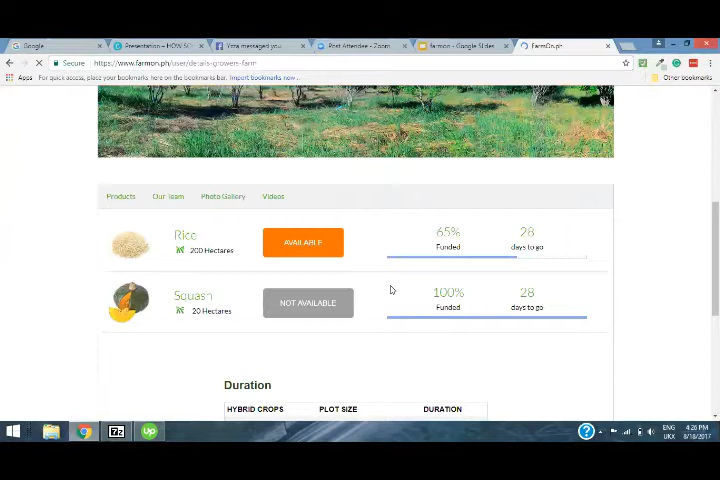 Google
Presentation – HOW SC
Yzza messaged you
Post Attendee - Zoom
farmon - Google Slides
FarmOn.ph
Secure
https://www.farmon.ph/user/details-growers-farm
Apps
For quick access, place your bookmarks here on the bookmarks bar.
Import bookmarks now...
Other bookmarks
Products
Our Team
Photo Gallery
Videos
Rice
200 Hectares
AVAILABLE
65%
Funded
28
days to go
Squash
20 Hectares
NOT AVAILABLE
100%
Funded
28
days to go
Duration
HYBRID CROPS
PLOT SIZE
DURATION
Up
ENG
UKX
4:26 PM
8/18/2017